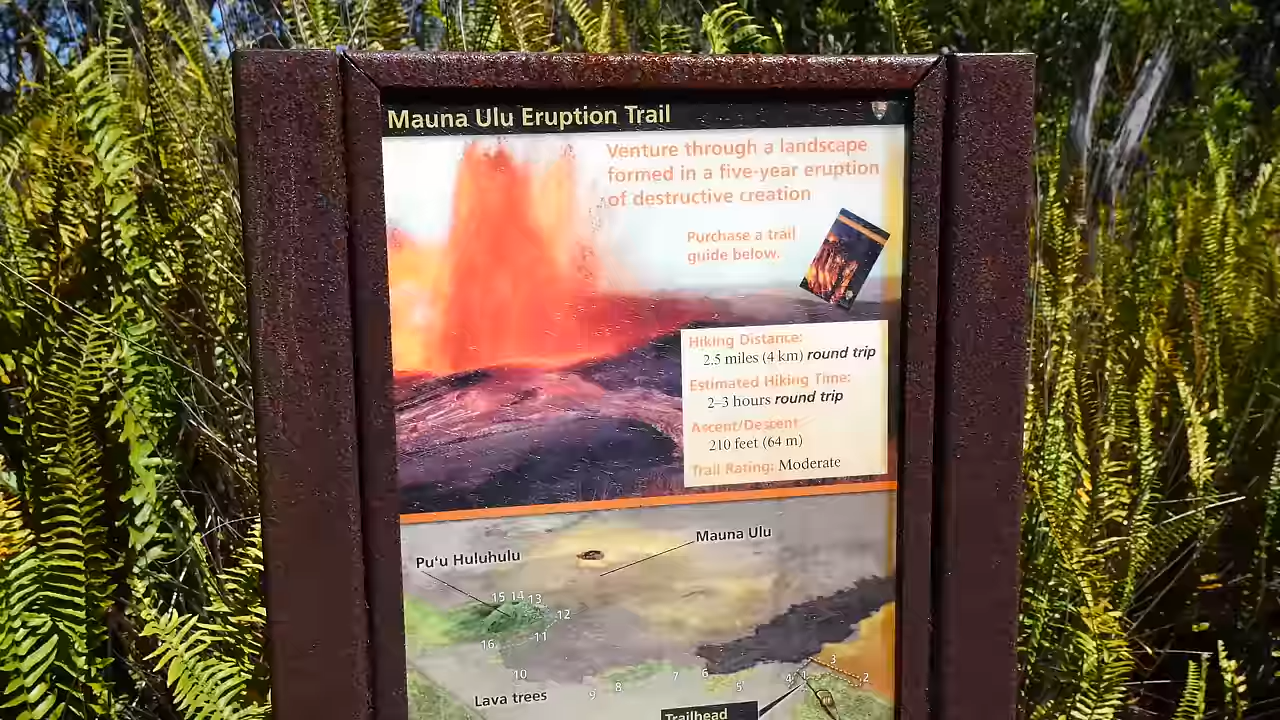 Mauna Ulu Eruption Trail
Venture through a landscape
formed in a five-year eruption
of destructive creation
Purchase a trail
guide below.
Hiking Distance:
2.5 miles (4 km) round trip
Estimated Hiking Time:
2–3 hours round trip
Ascent/Descent:
210 feet (64 m)
Trail Rating: Moderate
Mauna Ulu
Puʻu Huluhulu
15 14 13
12
11
16
10
9
8
7
6
5
4
1
3
2
Lava trees
Trailhead